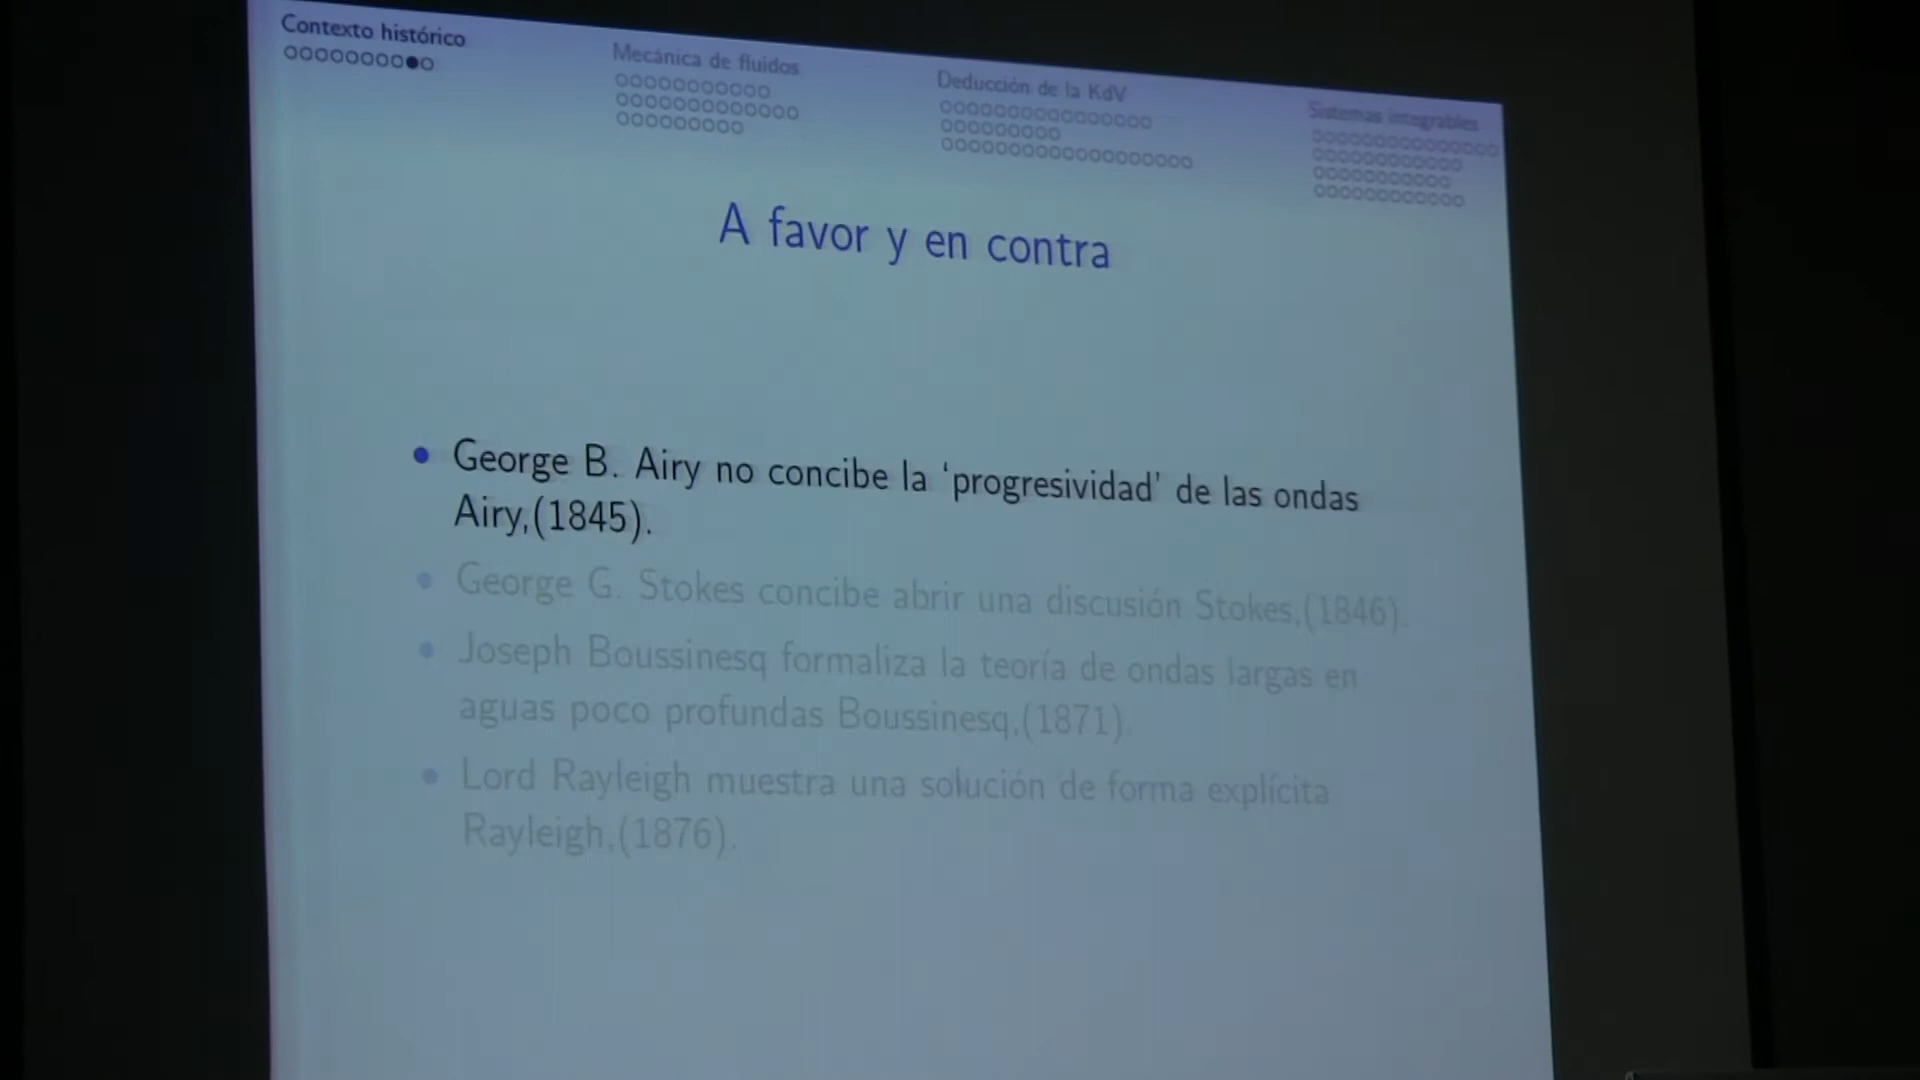 Contexto histórico
Mecánica de fluidos
Deducción de la KdV
Sistemas integrables
A favor y en contra
• George B. Airy no concibe la ‘progresividad’ de las ondas
Airy,(1845).
• George G. Stokes concibe abrir una discusión Stokes,(1846).
• Joseph Boussinesq formaliza la teoría de ondas largas en
aguas poco profundas Boussinesq,(1871).
• Lord Rayleigh muestra una solución de forma explícita
Rayleigh,(1876).